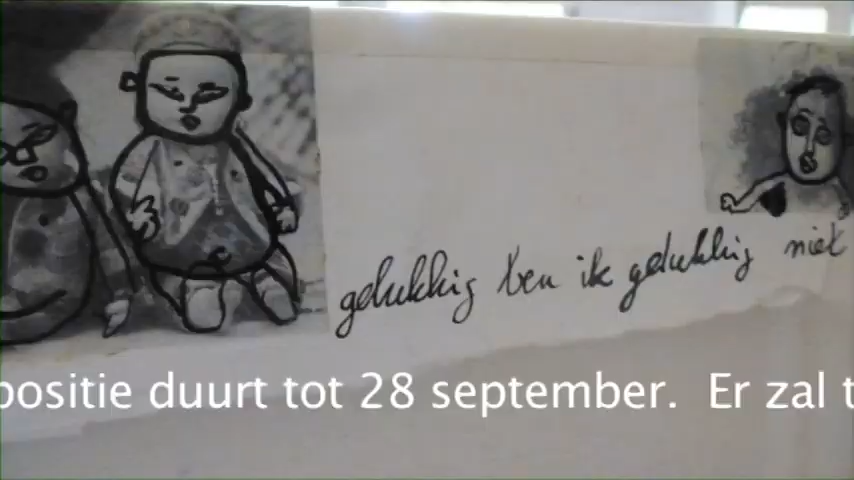 gelukkig ben ik gelukkig niet
positie duurt tot 28 september. Er zal t